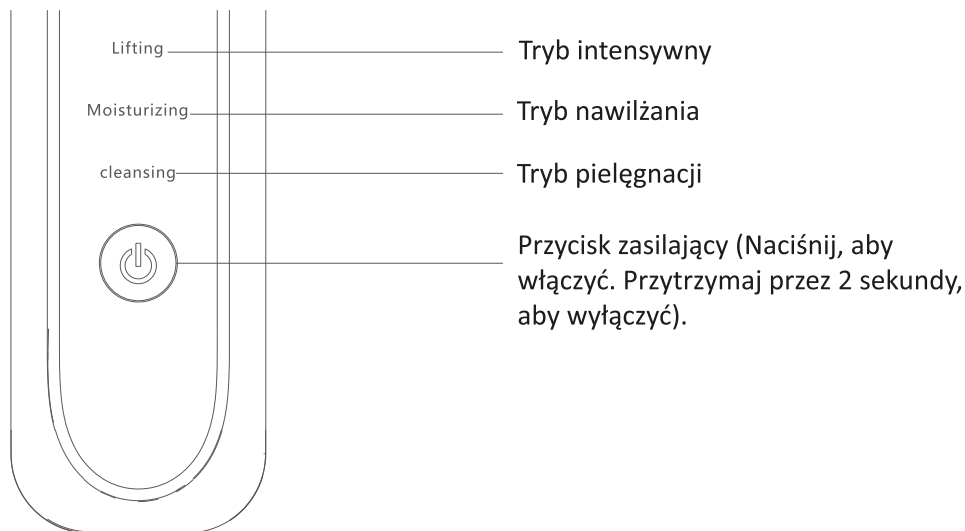 Lifting
Tryb intensywny
Moisturizing
Tryb nawilżania
cleansing
Tryb pielęgnacji
Przycisk zasilający (Naciśnij, aby
włączyć. Przytrzymaj przez 2 sekundy,
aby wyłączyć).